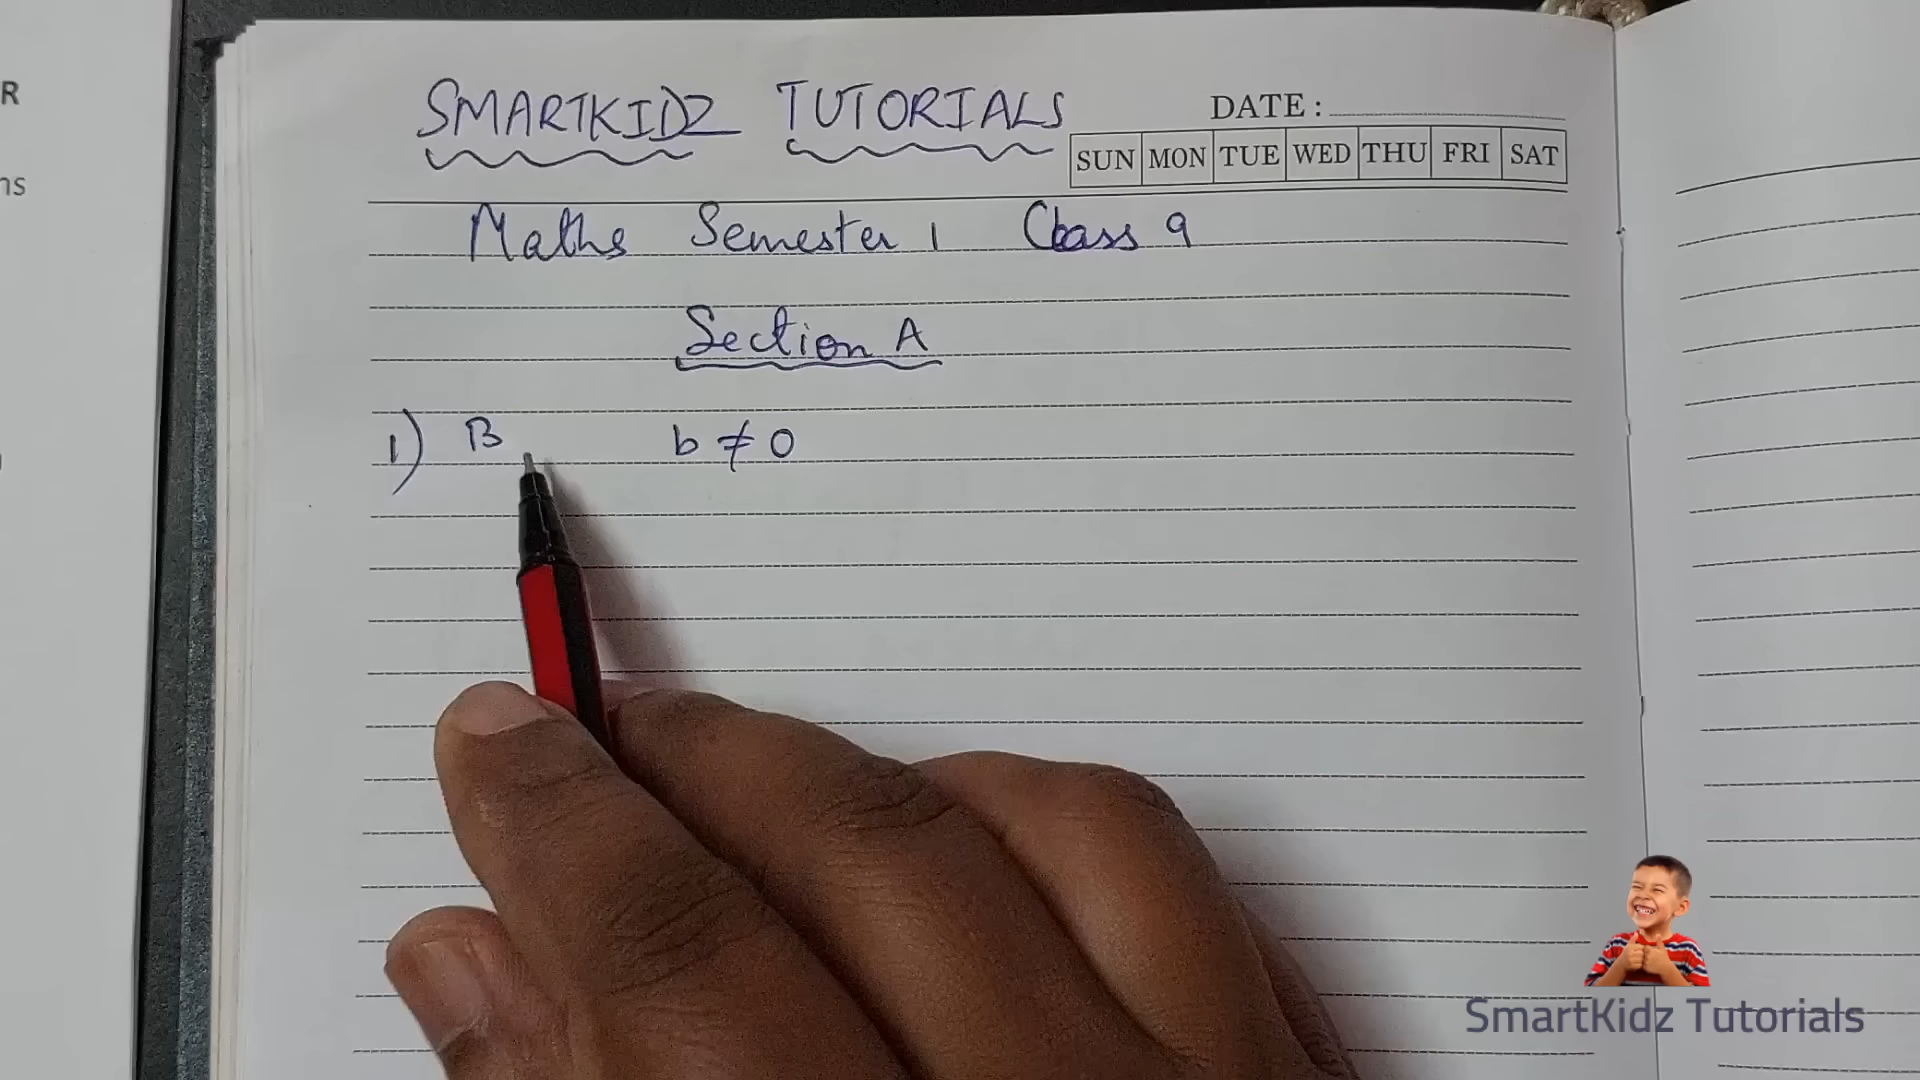 SMARTKIDZ TUTORIALS
DATE :
SUN MON TUE WED THU FRI SAT
Maths Semester 1 Class 9
Section A
1) B b ≠ 0
R
ns
SmartKidz Tutorials